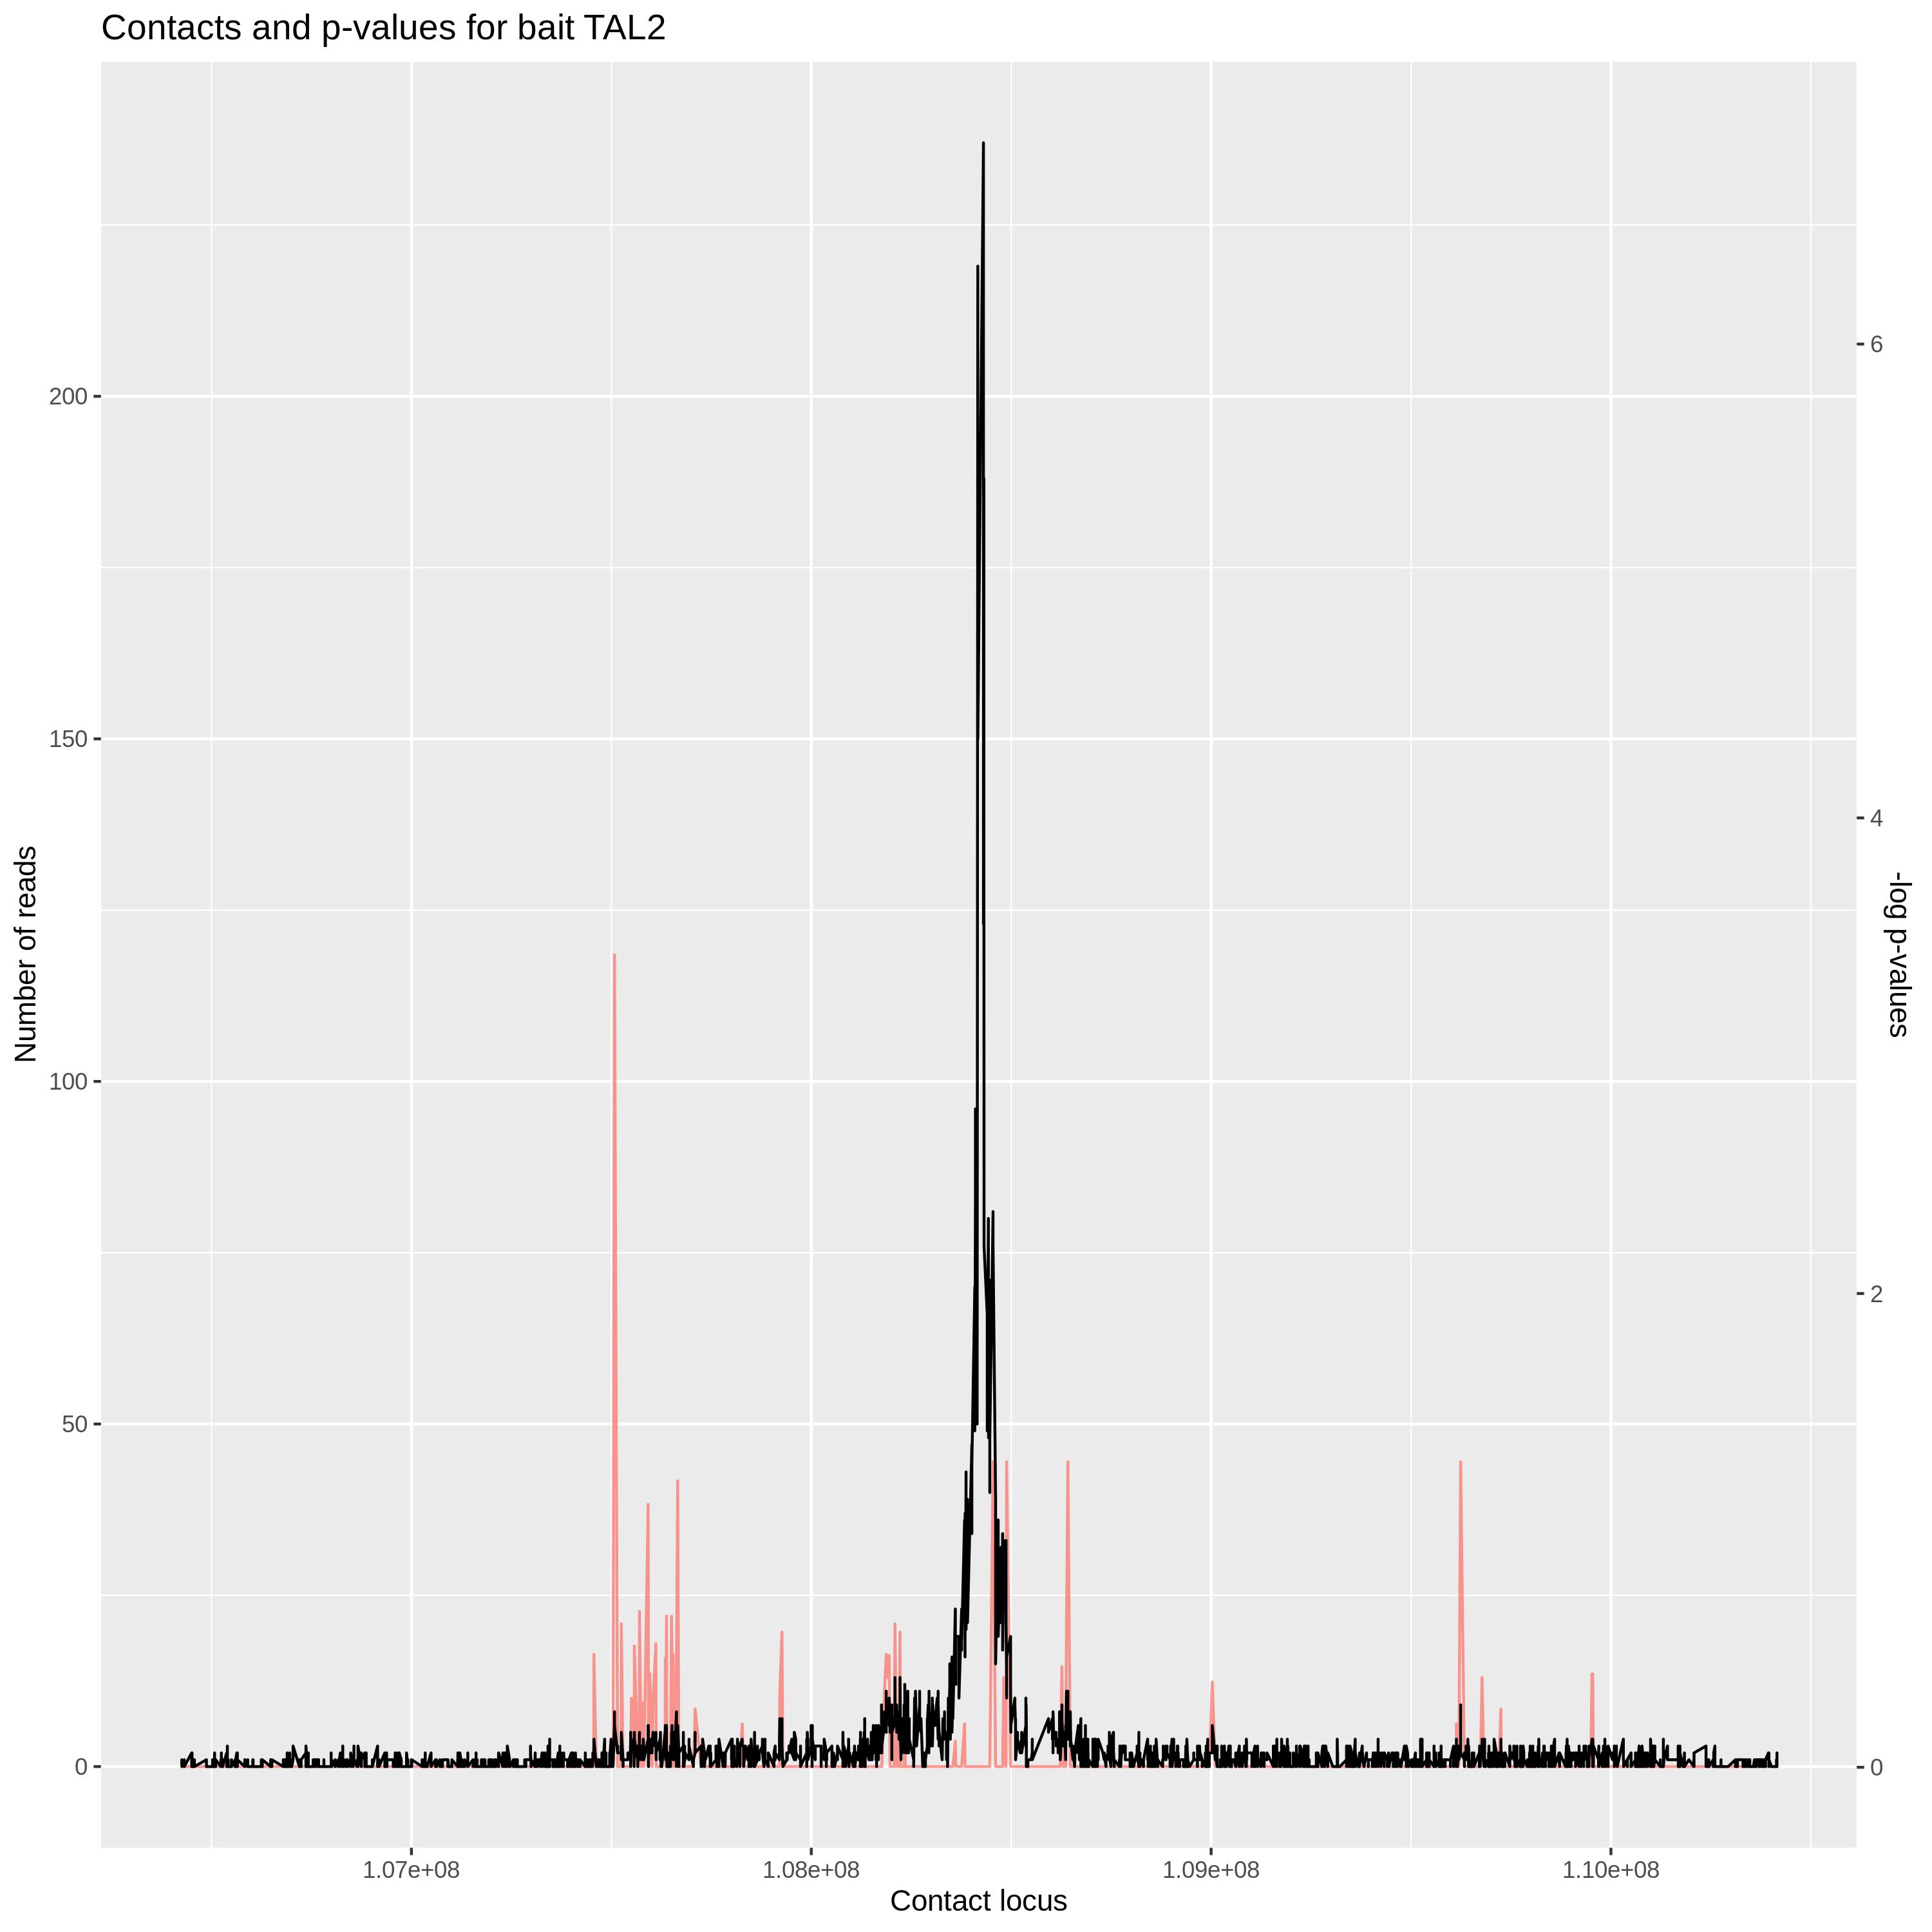 Contacts and p-values for bait TAL2
Number of reads
200
150
100
50
0
6
4
2
0
-log p-values
1.07e+08
1.08e+08
1.09e+08
1.10e+08
Contact locus